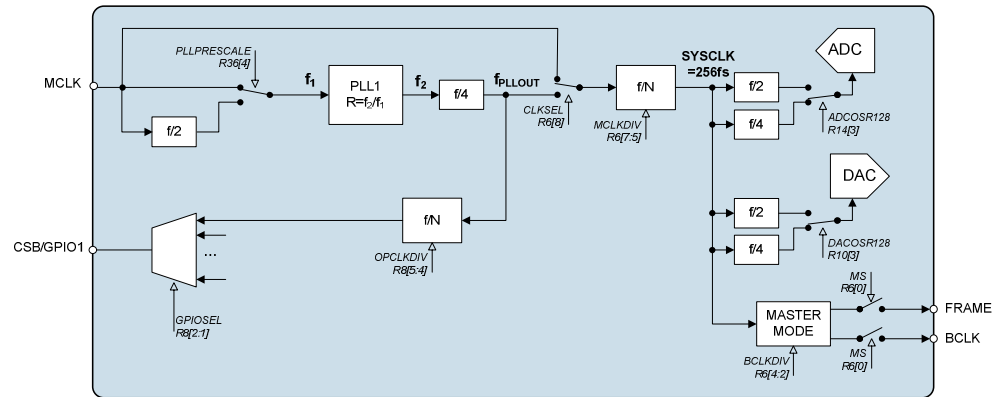 PLLPRESCALE
R36[4]
MCLK
f/2
f1
PLL1
R=f2/f1
f2
f/4
fPLLOUT
CLKSEL
R6[8]
f/N
MCLKDIV
R6[7:5]
SYSCLK
=256fs
f/2
f/4
ADC
ADCOSR128
R14[3]
f/2
f/4
DAC
DACOSR128
R10[3]
CSB/GPIO1
...
GPIOSEL
R8[2:1]
f/N
OPCLKDIV
R8[5:4]
MASTER
MODE
BCLKDIV
R6[4:2]
MS
R6[0]
FRAME
BCLK
MS
R6[0]